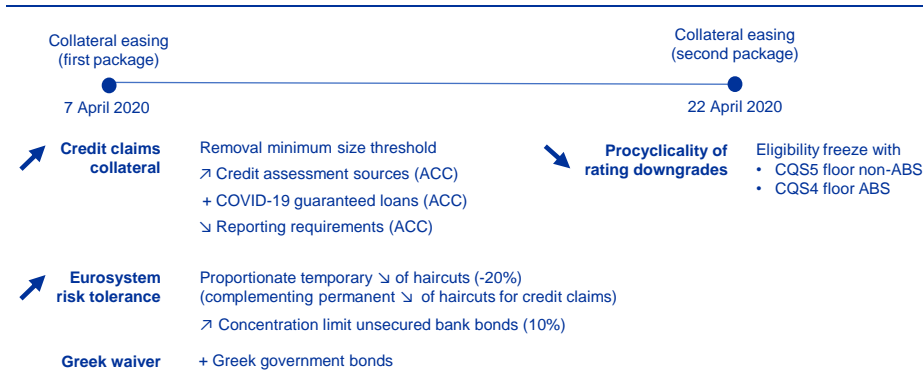 Collateral easing
(first package)
7 April 2020
Collateral easing
(second package)
22 April 2020
Credit claims
collateral
Removal minimum size threshold
↗ Credit assessment sources (ACC)
+ COVID-19 guaranteed loans (ACC)
↘ Reporting requirements (ACC)
Eurosystem
risk tolerance
Proportionate temporary ↘ of haircuts (-20%)
(complementing permanent ↘ of haircuts for credit claims)
↗ Concentration limit unsecured bank bonds (10%)
Greek waiver
+ Greek government bonds
Procyclicality of
rating downgrades
Eligibility freeze with
• CQS5 floor non-ABS
• CQS4 floor ABS